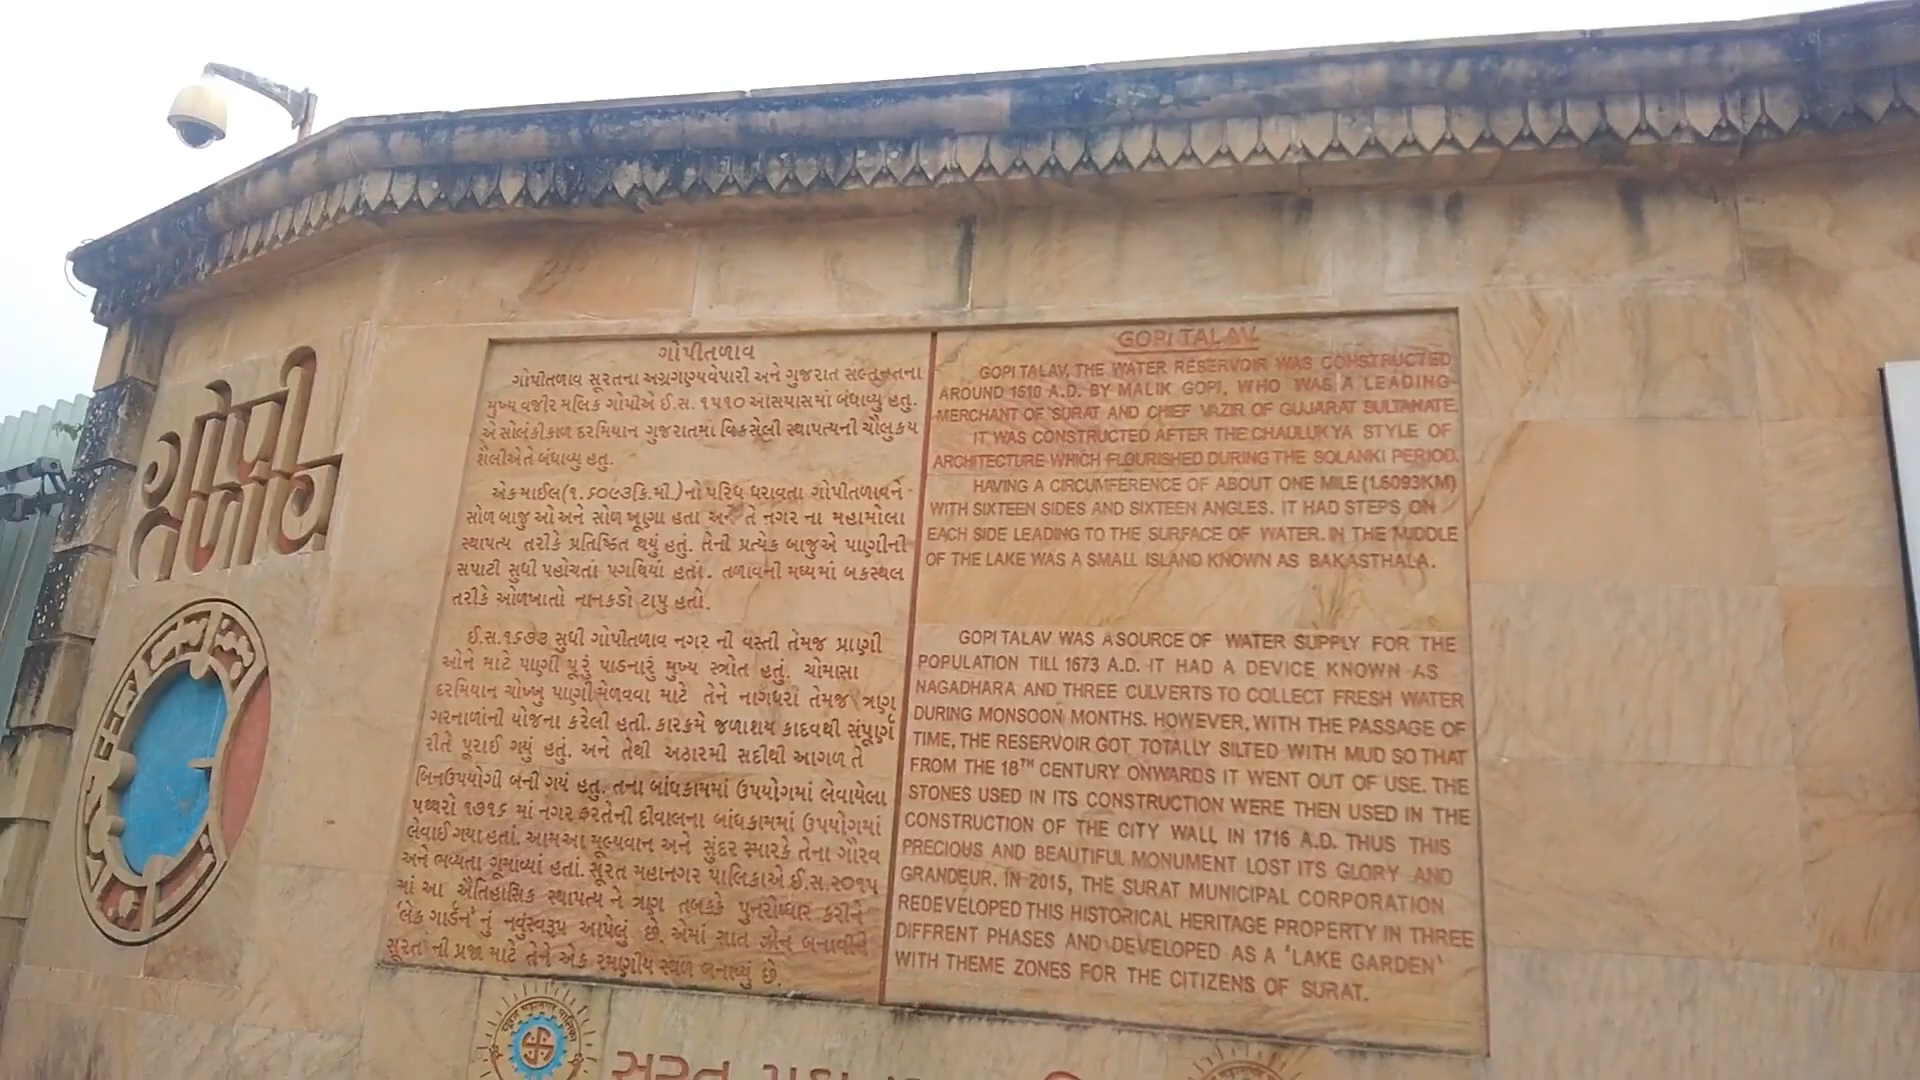 ગોપી
તળાવ
ગોપીતળાવ
ગોપીતળાવ સૂરતના અગ્રગણ્યવેપારી અને ગુજરાત સલ્તનતના
મુખ્ય વજીર મલિક ગોપીએ ઈ.સ. ૧૫૧૦ આસપાસમાં બંધાવ્યુ હતુ.
એ સોલંકીકાળ દરમિયાન ગુજરાતમાં વિકસેલી સ્થાપત્યની ચૌલુકય
શૈલીએ તે બંધાવ્યુ હતુ.
એકમાઈલ(૧.૬૦૯૩કિ.મી.)નો પરિઘ ધરાવતા ગોપીતળાવને
સોળ બાજુ ઓ અને સોળ ખૂણા હતા અને તે નગર ના મહામોલા
સ્થાપત્ય તરીકે પ્રતિષ્ઠિત થયું હતું. તેની પ્રત્યેક બાજુએ પાણીની
સપાટી સુધી પહોંચતાં પગથિયાં હતાં. તળાવની મધ્યમાં બકસ્થલ
તરીકે ઓળખાતો નાનકડો ટાપુ હતો.
ઈ.સ.૧૬૭૩ સુધી ગોપીતળાવ નગર ની વસ્તી તેમજ પ્રાણી
ઓને માટે પાણી પૂરું પાડનારું મુખ્ય સ્ત્રોત હતું. ચોમાસા
દરમિયાન ચોખ્ખુ પાણી મેળવવા માટે તેને નાગધરા તેમજ ત્રણ
ગરનાળાંની યોજના કરેલી હતી. કારક્રમે જળાશય કાદવથી સંપૂર્ણ
રીતે પૂરાઈ ગયું હતું. અને તેથી અઢારમી સદીથી આગળ તે
બિનઉપયોગી બની ગયં હતુ. તના બાંધકામમાં ઉપયોગમાં લેવાયેલા
પથ્થરો ૧૭૧૬ માં નગર ફરતેની દીવાલના બાંધકામમાં ઉપયોગમાં
લેવાઈ ગયા હતાં. આમઆ મૂલ્યવાન અને સુંદર સ્મારકે તેના ગૌરવ
અને ભવ્યતા ગૂમાવ્યાં હતાં. સૂરત મહાનગર પાલિકાએ ઈ.સ.૨૦૧૫
માં આ ઐતિહાસિક સ્થાપત્ય ને ત્રણ તબકકે પુનરોધ્ધાર કરીને
'લેક ગાર્ડન' નું નવુંસ્વરૂપ આપેલું છે. એમાં સાત ઝોન બનાવીને
સૂરત ની પ્રજા માટે તેને એક રમણીય સ્થળ બનાવ્યું છે.
GOPI TALAV
GOPI TALAV, THE WATER RESERVOIR WAS CONSTRUCTED
AROUND 1510 A.D. BY MALIK GOPI, WHO WAS A LEADING
MERCHANT OF SURAT AND CHIEF VAZIR OF GUJARAT SULTANATE.
IT WAS CONSTRUCTED AFTER THE CHAULUKYA STYLE OF
ARCHITECTURE WHICH FLOURISHED DURING THE SOLANKI PERIOD.
HAVING A CIRCUMFERENCE OF ABOUT ONE MILE (1.6093KM)
WITH SIXTEEN SIDES AND SIXTEEN ANGLES. IT HAD STEPS ON
EACH SIDE LEADING TO THE SURFACE OF WATER. IN THE MIDDLE
OF THE LAKE WAS A SMALL ISLAND KNOWN AS BAKASTHALA.
GOPI TALAV WAS A SOURCE OF WATER SUPPLY FOR THE
POPULATION TILL 1673 A.D. IT HAD A DEVICE KNOWN AS
NAGADHARA AND THREE CULVERTS TO COLLECT FRESH WATER
DURING MONSOON MONTHS. HOWEVER, WITH THE PASSAGE OF
TIME, THE RESERVOIR GOT TOTALLY SILTED WITH MUD SO THAT
FROM THE 18TH CENTURY ONWARDS IT WENT OUT OF USE. THE
STONES USED IN ITS CONSTRUCTION WERE THEN USED IN THE
CONSTRUCTION OF THE CITY WALL IN 1716 A.D. THUS THIS
PRECIOUS AND BEAUTIFUL MONUMENT LOST ITS GLORY AND
GRANDEUR. IN 2015, THE SURAT MUNICIPAL CORPORATION
REDEVELOPED THIS HISTORICAL HERITAGE PROPERTY IN THREE
DIFFRENT PHASES AND DEVELOPED AS A 'LAKE GARDEN'
WITH THEME ZONES FOR THE CITIZENS OF SURAT.
સુરત